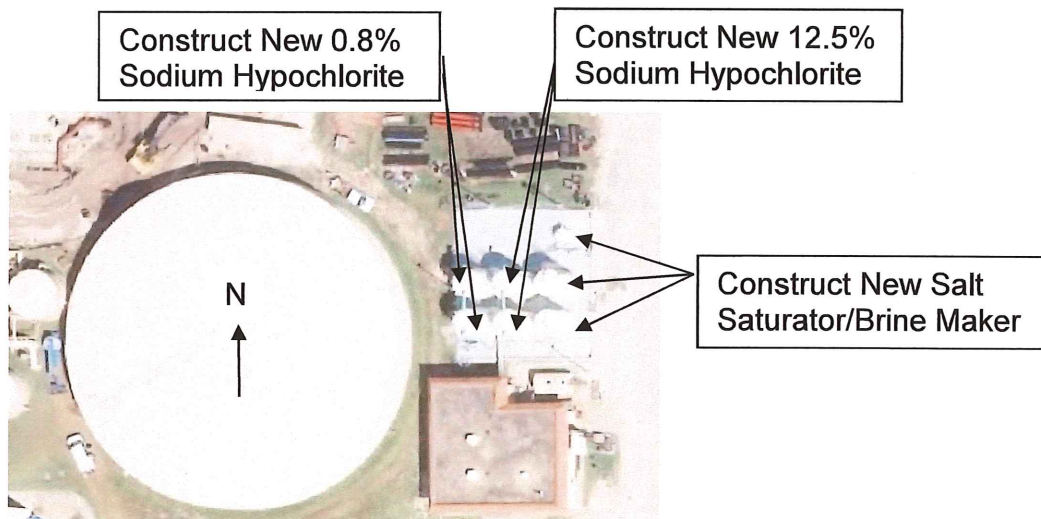 Construct New 0.8%
Sodium Hypochlorite
Construct New 12.5%
Sodium Hypochlorite
N
Construct New Salt
Saturator/Brine Maker